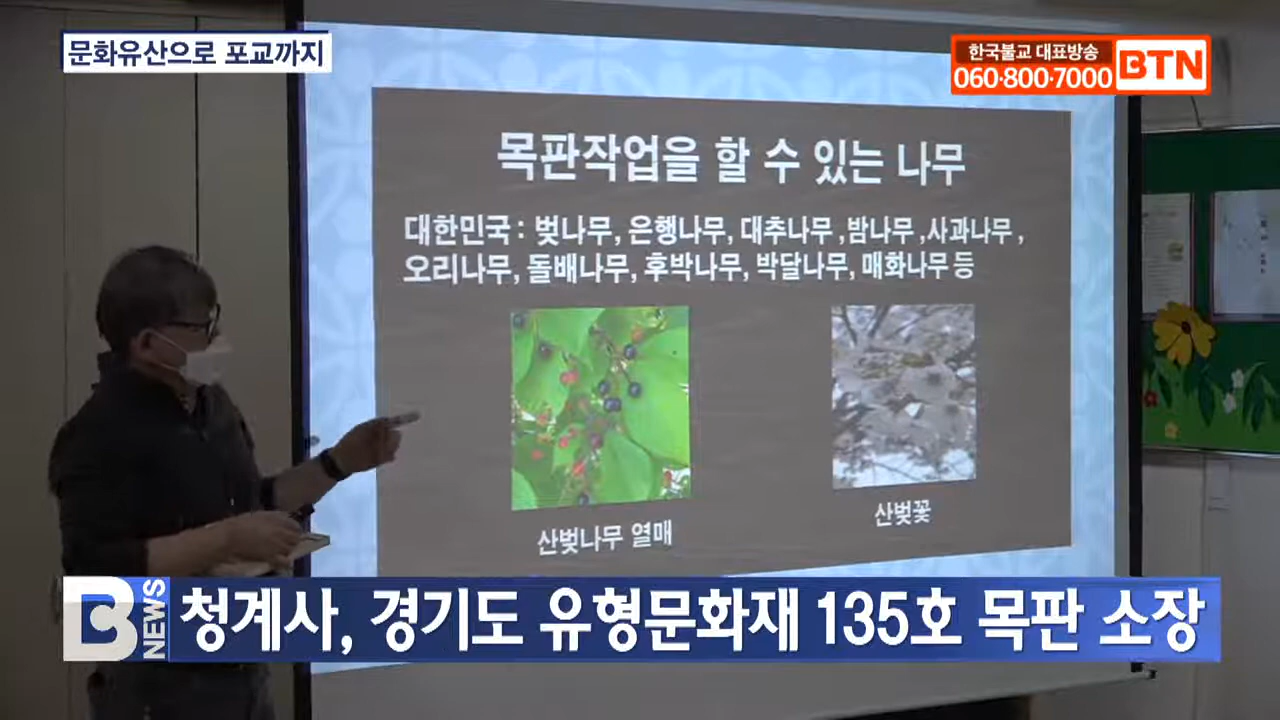 문화유산으로 포교까지
한국불교 대표방송
060·800·7000
BTN
목판작업을 할 수 있는 나무
대한민국 : 벚나무, 은행나무, 대추나무 ,밤나무 ,사과나무 ,
오리나무, 돌배나무, 후박나무, 박달나무, 매화나무 등
산벚나무 열매
산벚꽃
B NEWS
청계사, 경기도 유형문화재 135호 목판 소장